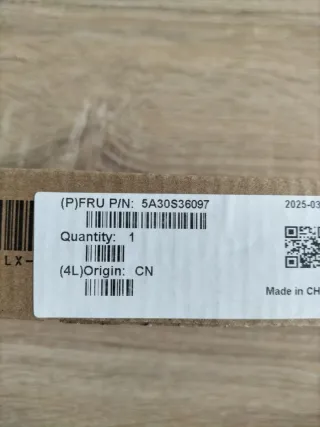 (P)FRU P/N: 5A30S36097
2025-03
Quantity: 1
LX-
(4L)Origin: CN
Made in CH